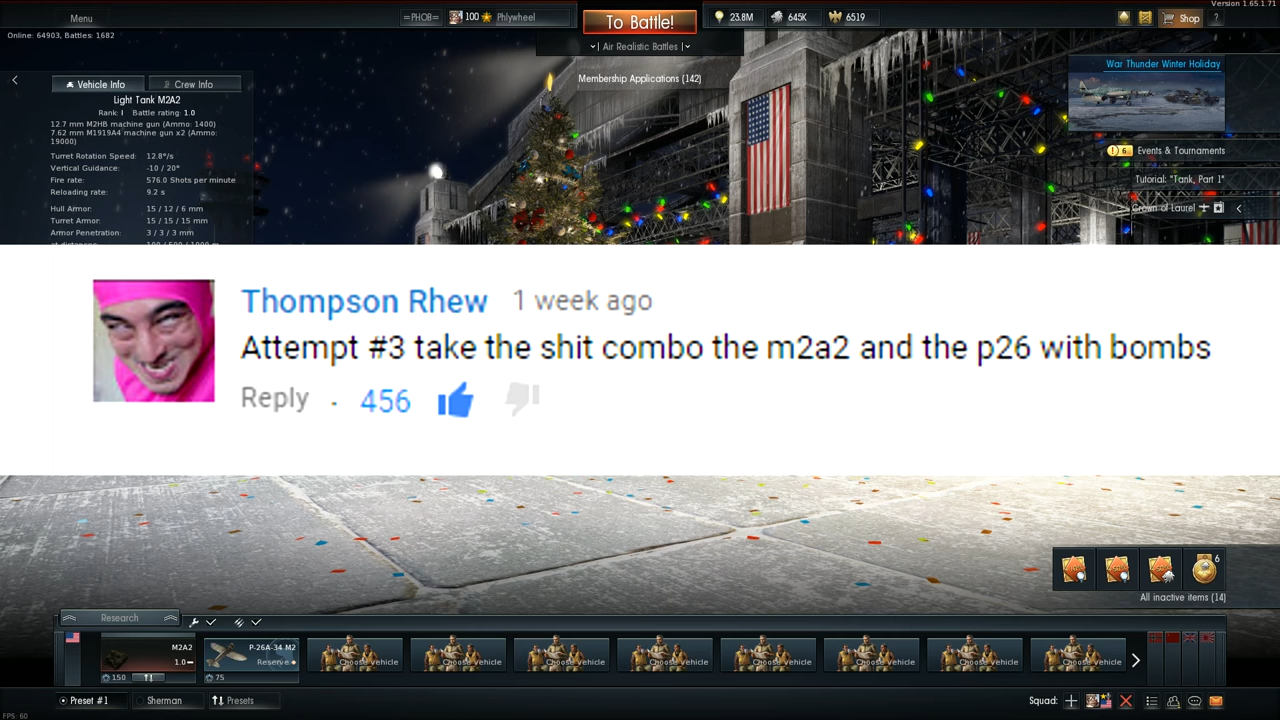 Version 1.65.1.71
Menu
=PHOB= 100 Phlywheel
To Battle!
23.8M 645K 6519
Shop ?
Online: 64903, Battles: 1682
Air Realistic Battles
Membership Applications (142)
War Thunder Winter Holiday
Vehicle Info
Crew Info
Light Tank M2A2
Rank: I Battle rating: 1.0
12.7 mm M2HB machine gun (Ammo: 1400)
7.62 mm M1919A4 machine gun x2 (Ammo:
19000)
Turret Rotation Speed: 12.8°/s
Vertical Guidance: -10 / 20°
Fire rate: 576.0 Shots per minute
Reloading rate: 9.2 s
Hull Armor: 15 / 12 / 6 mm
Turret Armor: 15 / 15 / 15 mm
Armor Penetration: 3 / 3 / 3 mm
(!) 6 Events & Tournaments
Tutorial: "Tank, Part 1"
Crown of Laurel
Thompson Rhew 1 week ago
Attempt #3 take the shit combo the m2a2 and the p26 with bombs
Reply · 456
6
All inactive items (14)
Research
M2A2
1.0
150
P-26A-34 M2
Reserve
75
Choose vehicle
Choose vehicle
Choose vehicle
Choose vehicle
Choose vehicle
Choose vehicle
Choose vehicle
Choose vehicle
Preset #1
Sherman
Presets
Squad:
FPS: 60